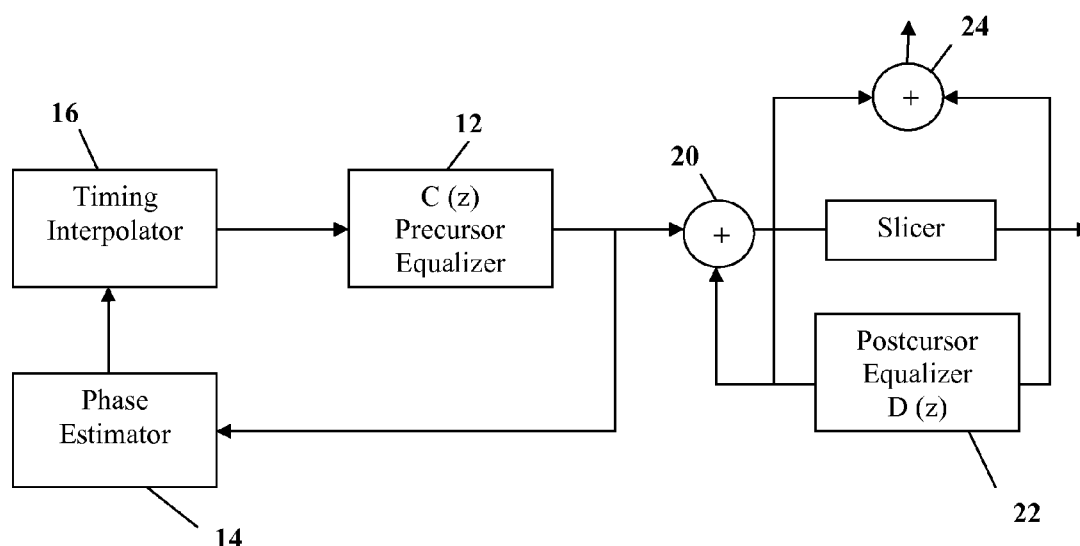 24
+
16
12
20
Timing
Interpolator
C (z)
Precursor
Equalizer
+
Slicer
Phase
Estimator
Postcursor
Equalizer
D (z)
14
22